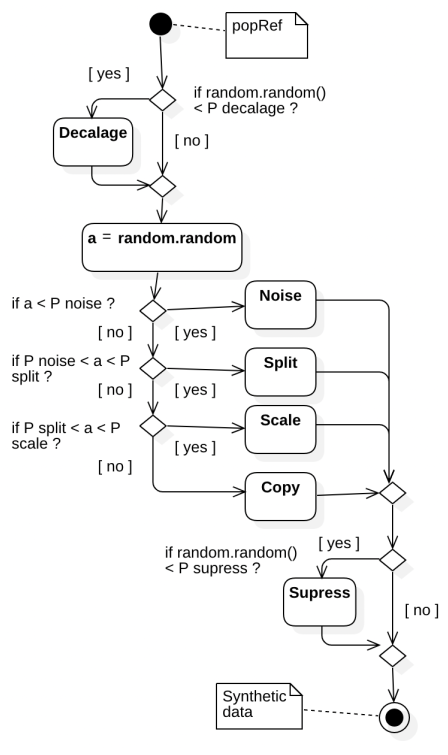 popRef
[ yes ]
if random.random()
< P decalage ?
Decalage
[ no ]
a = random.random
if a < P noise ?
Noise
[ no ]
[ yes ]
if P noise < a < P
split ?
Split
[ no ]
[ yes ]
if P split < a < P
scale ?
Scale
[ yes ]
[ no ]
Copy
if random.random()
< P supress ?
[ yes ]
Supress
[ no ]
Synthetic
data